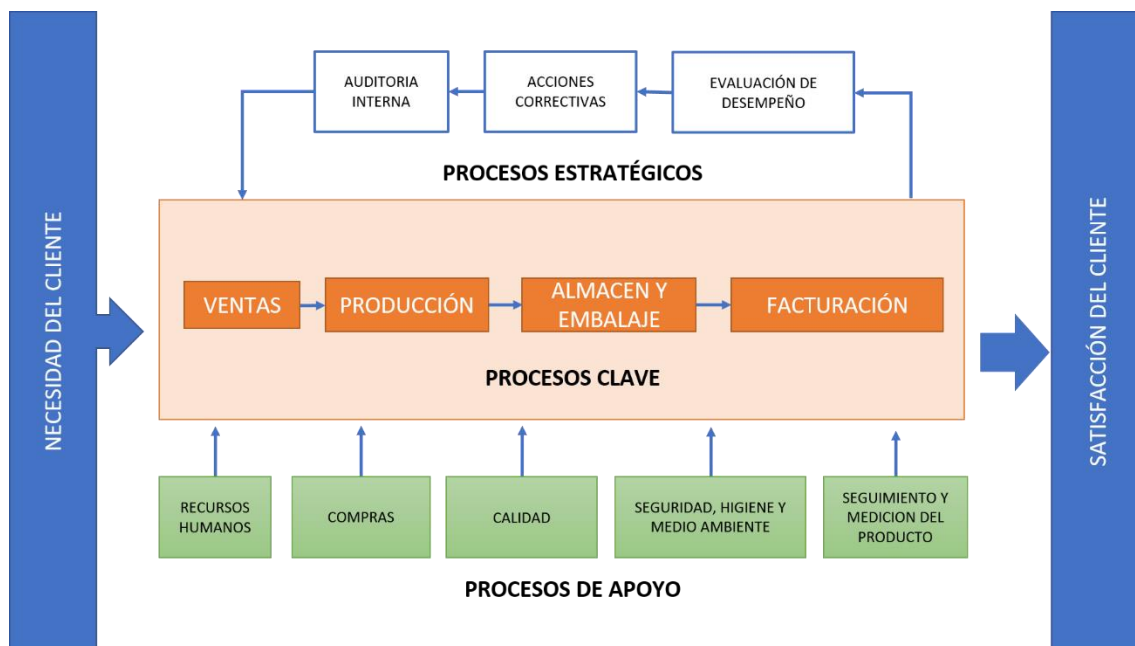 NECESIDAD DEL CLIENTE
AUDITORIA
INTERNA
ACCIONES
CORRECTIVAS
EVALUACIÓN DE
DESEMPEÑO
PROCESOS ESTRATÉGICOS
VENTAS
PRODUCCIÓN
ALMACEN Y
EMBALAJE
FACTURACIÓN
PROCESOS CLAVE
RECURSOS
HUMANOS
COMPRAS
CALIDAD
SEGURIDAD, HIGIENE Y
MEDIO AMBIENTE
SEGUIMIENTO Y
MEDICION DEL
PRODUCTO
PROCESOS DE APOYO
SATISFACCIÓN DEL CLIENTE